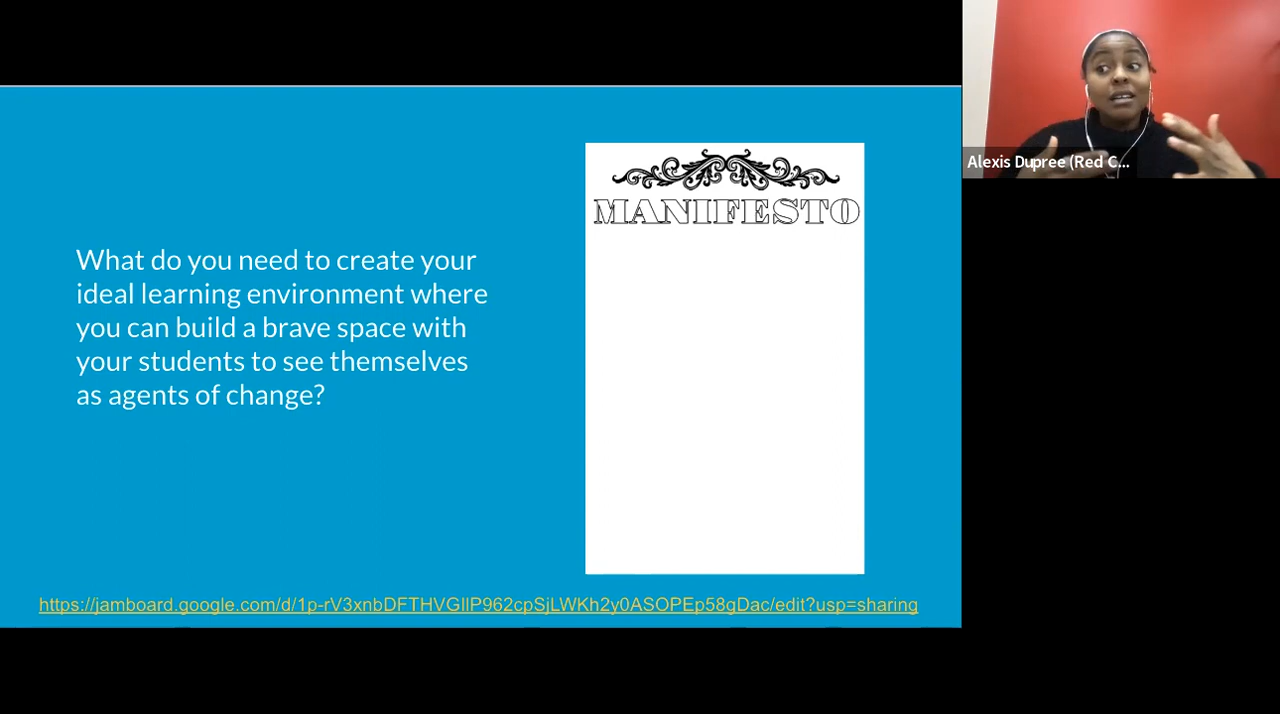 What do you need to create your
ideal learning environment where
you can build a brave space with
your students to see themselves
as agents of change?
MANIFESTO
https://jamboard.google.com/d/1p-rV3xnbDFTHVGIlP962cpSjLWKh2y0ASOPEp58gDac/edit?usp=sharing
Alexis Dupree (Red C...